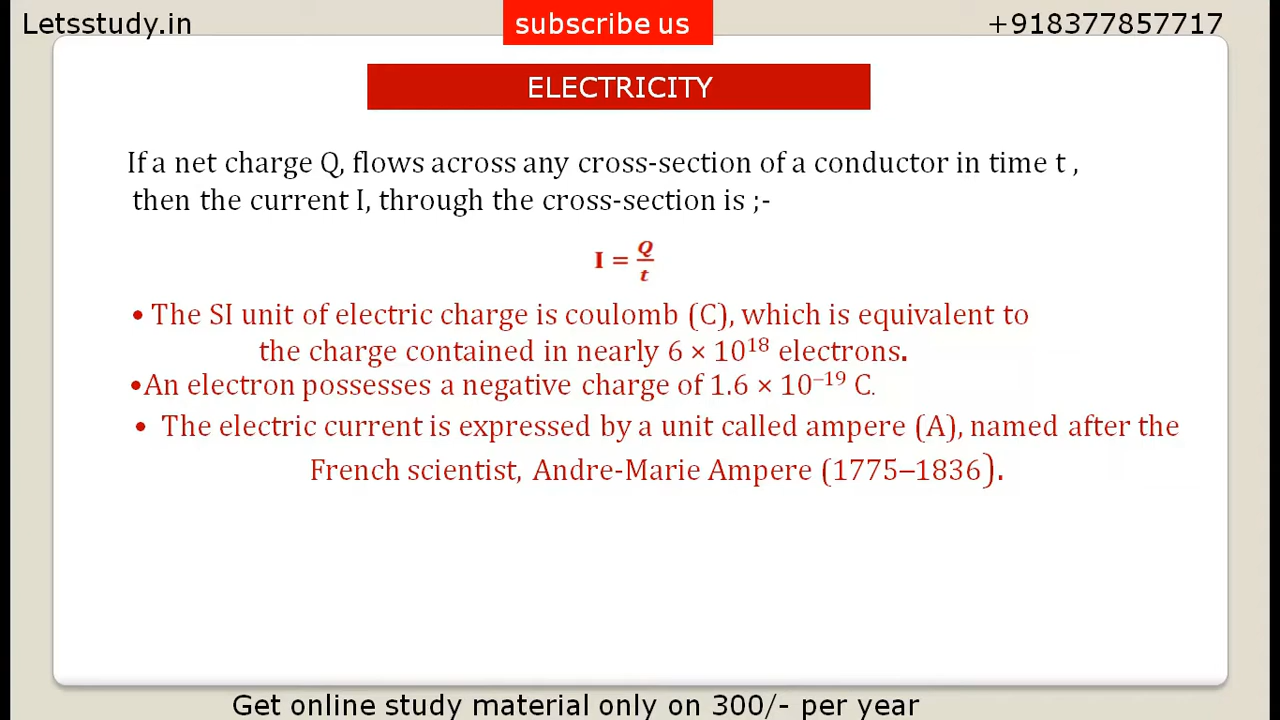 Letsstudy.in
subscribe us
+918377857717
ELECTRICITY
If a net charge Q, flows across any cross-section of a conductor in time t ,
then the current I, through the cross-section is ;-
I = Q/t
• The SI unit of electric charge is coulomb (C), which is equivalent to
the charge contained in nearly 6 × 10¹⁸ electrons.
•An electron possesses a negative charge of 1.6 × 10⁻¹⁹ C.
• The electric current is expressed by a unit called ampere (A), named after the
French scientist, Andre-Marie Ampere (1775–1836).
Get online study material only on 300/- per year